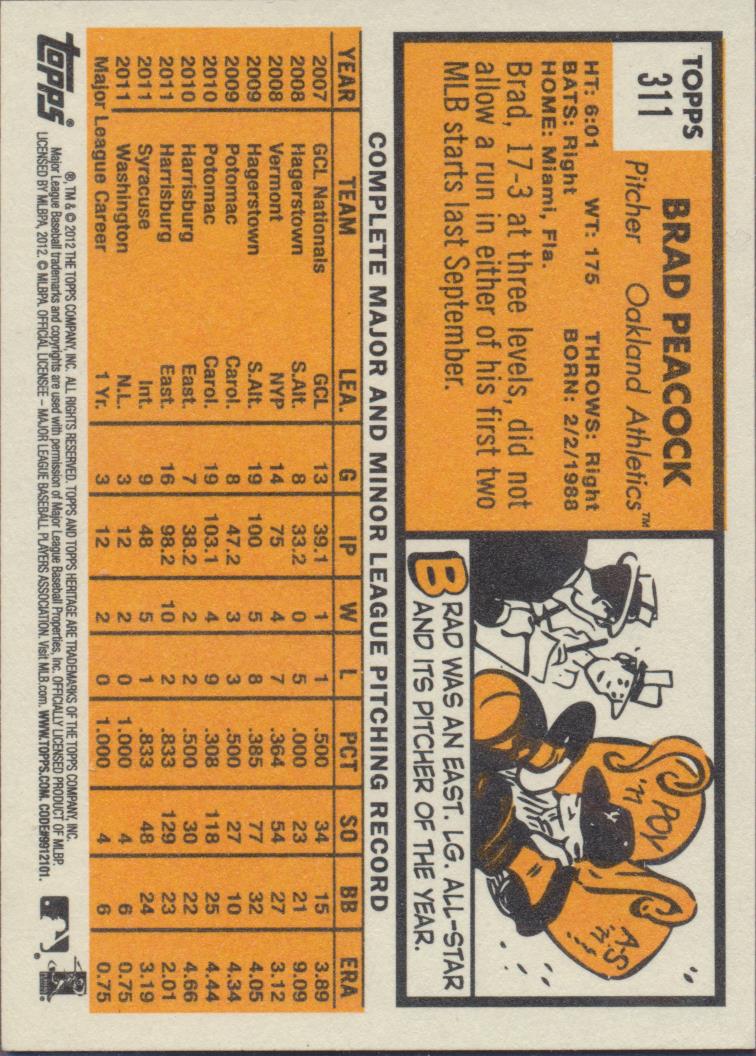 TOPPS
311
BRAD PEACOCK
Pitcher Oakland Athletics™
HT: 6:01 WT: 175 THROWS: Right
BATS: Right BORN: 2/2/1988
HOME: Miami, Fla.
Brad, 17-3 at three levels, did not
allow a run in either of his first two
MLB starts last September.
POY '11
A.S. '11
BRAD WAS AN EAST. LG. ALL-STAR
AND ITS PITCHER OF THE YEAR.
COMPLETE MAJOR AND MINOR LEAGUE PITCHING RECORD
YEAR TEAM LEA. G IP W L PCT SO BB ERA
2007 GCL Nationals GCL 13 39.1 1 1 .500 34 15 3.89
2008 Hagerstown S.Alt. 8 33.2 0 5 .000 23 21 9.09
2008 Vermont NYP 14 75 4 7 .364 54 27 3.12
2009 Hagerstown S.Alt. 19 100 5 8 .385 77 32 4.05
2009 Potomac Carol. 8 47.2 3 3 .500 27 10 4.34
2010 Potomac Carol. 19 103.1 4 9 .308 118 25 4.44
2010 Harrisburg East. 7 38.2 2 2 .500 30 22 4.66
2011 Harrisburg East. 16 98.2 10 2 .833 129 23 2.01
2011 Syracuse Int. 9 48 5 1 .833 48 24 3.19
2011 Washington N.L. 3 12 2 0 1.000 4 6 0.75
Major League Career 1 Yr. 3 12 2 0 1.000 4 6 0.75
topps®
®, TM & © 2012 THE TOPPS COMPANY, INC. ALL RIGHTS RESERVED. TOPPS AND TOPPS HERITAGE ARE TRADEMARKS OF THE TOPPS COMPANY, INC.
Major League Baseball trademarks and copyrights are used with permission of Major League Baseball Properties, Inc. OFFICIALLY LICENSED PRODUCT OF MLBP.
LICENSED BY MLBPA, 2012. © MLBPA. OFFICIAL LICENSEE – MAJOR LEAGUE BASEBALL PLAYERS ASSOCIATION. Visit MLB.com. WWW.TOPPS.COM. CODE#9912101.